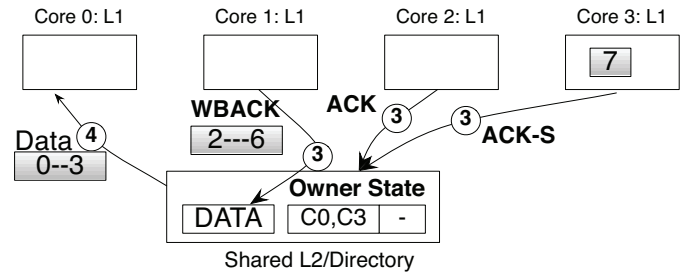 Core 0: L1 Core 1: L1 Core 2: L1 Core 3: L1
7
WBACK ACK
3 3
Data 4 2---6 ACK-S
0--3 3
Owner State
DATA C0,C3 -
Shared L2/Directory